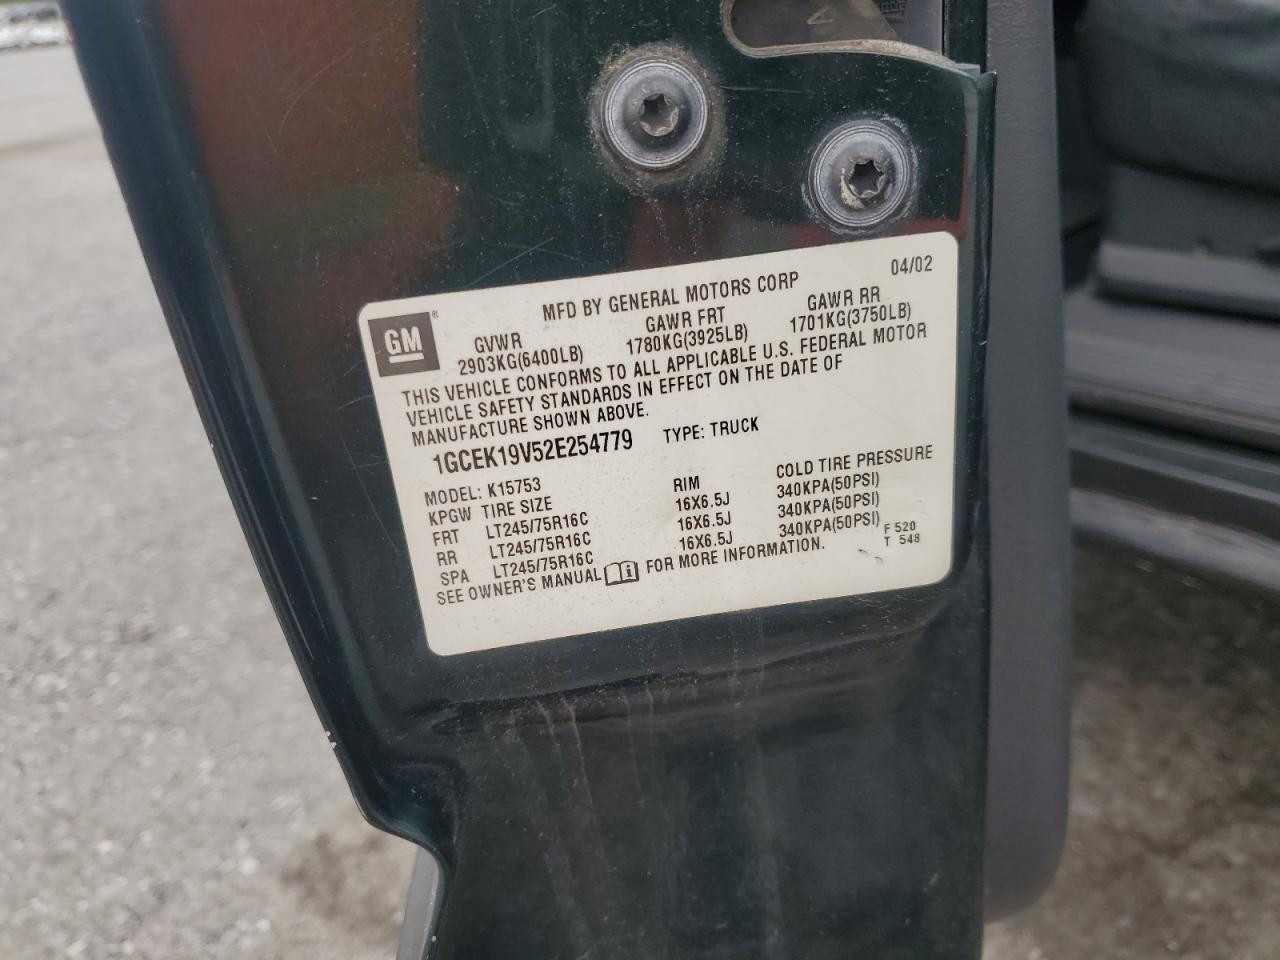 MFD BY GENERAL MOTORS CORP 04/02
GM®
GVWR GAWR FRT GAWR RR
2903KG(6400LB) 1780KG(3925LB) 1701KG(3750LB)
THIS VEHICLE CONFORMS TO ALL APPLICABLE U.S. FEDERAL MOTOR
VEHICLE SAFETY STANDARDS IN EFFECT ON THE DATE OF
MANUFACTURE SHOWN ABOVE.
1GCEK19V52E254779 TYPE: TRUCK
MODEL: K15753
KPGW TIRE SIZE RIM COLD TIRE PRESSURE
FRT LT245/75R16C 16X6.5J 340KPA(50PSI)
RR LT245/75R16C 16X6.5J 340KPA(50PSI)
SPA LT245/75R16C 16X6.5J 340KPA(50PSI)
SEE OWNER'S MANUAL FOR MORE INFORMATION.
F 520
T 548